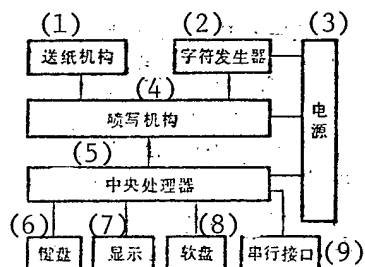 (1)
(2)
(3)
送纸机构
字符发生器
(4)
电源
喷写机构
(5)
中央处理器
(6)
(7)
(8)
键盘
显示
软盘
串行接口
(9)